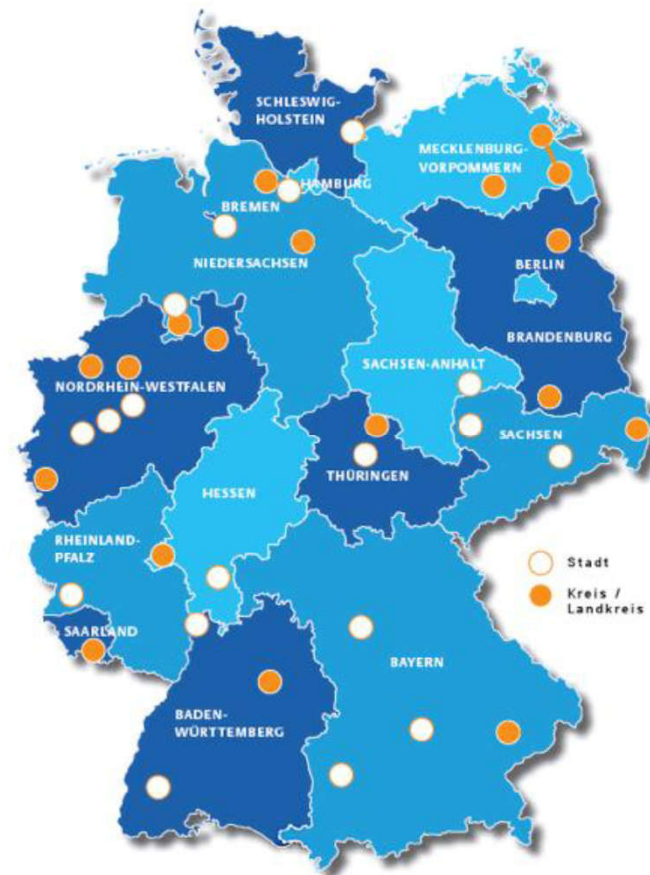 SCHLESWIG-
HOLSTEIN
MECKLENBURG-
VORPOMMERN
HAMBURG
BREMEN
NIEDERSACHSEN
BERLIN
BRANDENBURG
SACHSEN-ANHALT
NORDRHEIN-WESTFALEN
SACHSEN
THÜRINGEN
HESSEN
RHEINLAND-
PFALZ
Stadt
Kreis /
Landkreis
SAARLAND
BAYERN
BADEN-
WÜRTTEMBERG